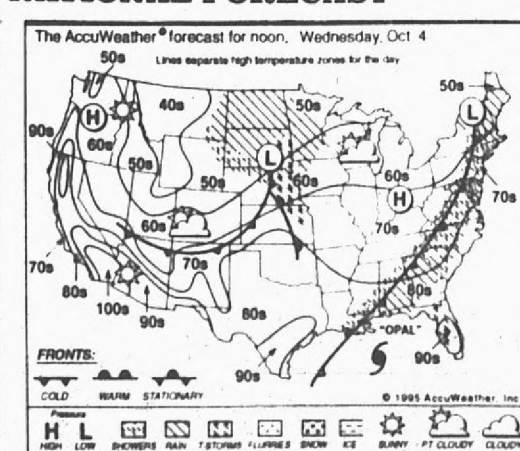 NATIONAL FORECAST
The AccuWeather® forecast for noon, Wednesday, Oct 4
Lines separate high temperature zones for the day
50s
40s
50s
50s
90s
60s
50s
50s
60s
60s
70s
60s
70s
70s
70s
80s
100s
90s
80s
80s
"OPAL"
90s
90s
H
L
L
H
FRONTS:
COLD WARM STATIONARY
© 1995 AccuWeather, Inc
Pressure
H L
HIGH LOW SHOWERS RAIN T-STORMS FLURRIES SNOW ICE SUNNY PT CLOUDY CLOUDY